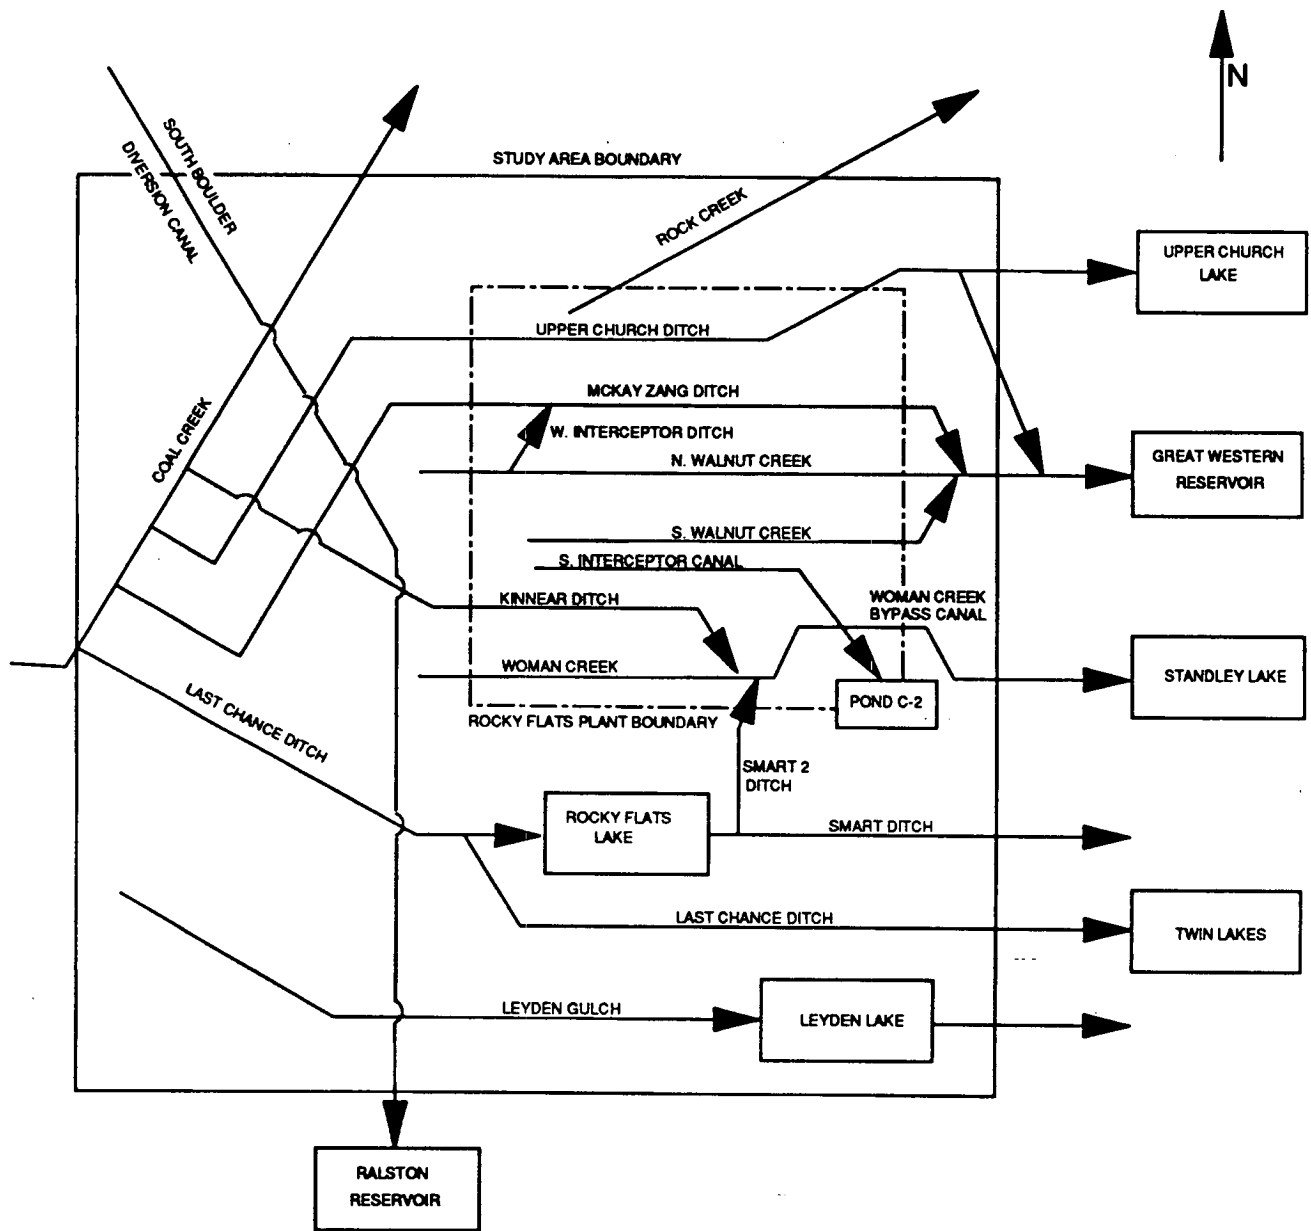 N
SOUTH BOULDER
DIVERSION CANAL
STUDY AREA BOUNDARY
ROCK CREEK
UPPER CHURCH
LAKE
UPPER CHURCH DITCH
COAL CREEK
MCKAY ZANG DITCH
W. INTERCEPTOR DITCH
N. WALNUT CREEK
GREAT WESTERN
RESERVOIR
S. WALNUT CREEK
S. INTERCEPTOR CANAL
KINNEAR DITCH
WOMAN CREEK
BYPASS CANAL
WOMAN CREEK
STANDLEY LAKE
POND C-2
LAST CHANCE DITCH
ROCKY FLATS PLANT BOUNDARY
SMART 2
DITCH
ROCKY FLATS
LAKE
SMART DITCH
LAST CHANCE DITCH
TWIN LAKES
LEYDEN GULCH
LEYDEN LAKE
RALSTON
RESERVOIR